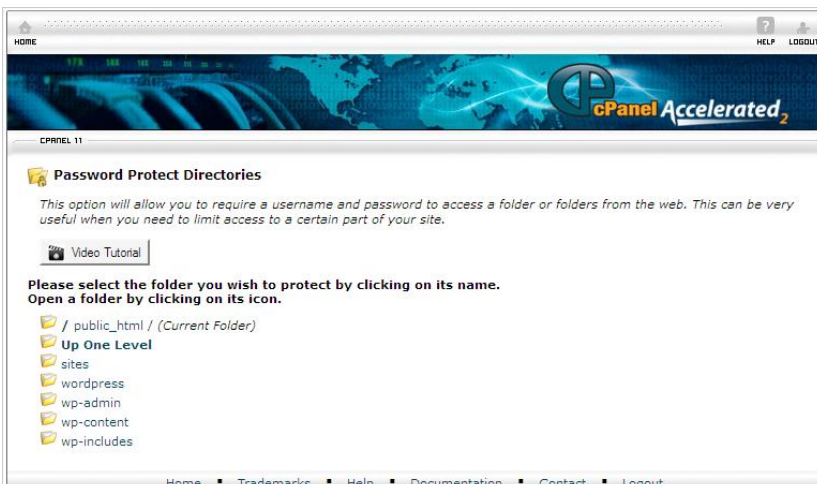 HOME
HELP LOGOUT
cPanel Accelerated2
CPANEL 11
Password Protect Directories
This option will allow you to require a username and password to access a folder or folders from the web. This can be very
useful when you need to limit access to a certain part of your site.
Video Tutorial
Please select the folder you wish to protect by clicking on its name.
Open a folder by clicking on its icon.
/ public_html / (Current Folder)
Up One Level
sites
wordpress
wp-admin
wp-content
wp-includes
Home Trademarks Help Documentation Contact Logout